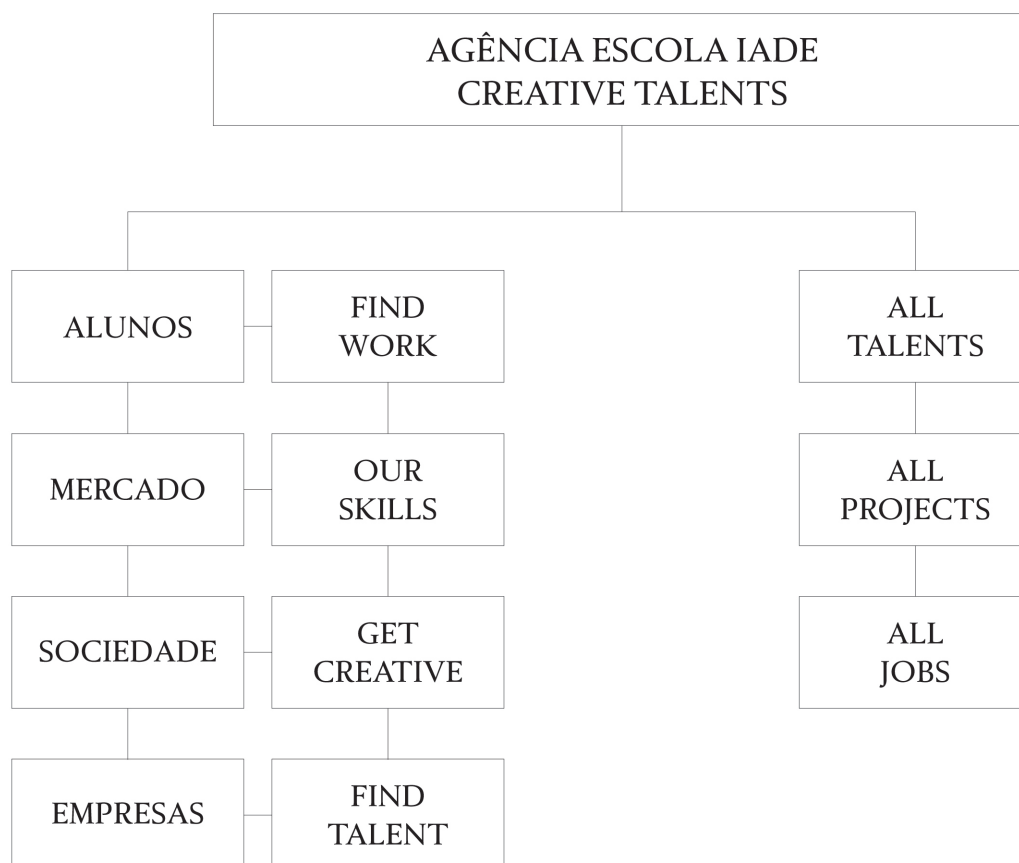 AGÊNCIA ESCOLA IADE
CREATIVE TALENTS
ALUNOS
FIND
WORK
ALL
TALENTS
MERCADO
OUR
SKILLS
ALL
PROJECTS
SOCIEDADE
GET
CREATIVE
ALL
JOBS
EMPRESAS
FIND
TALENT